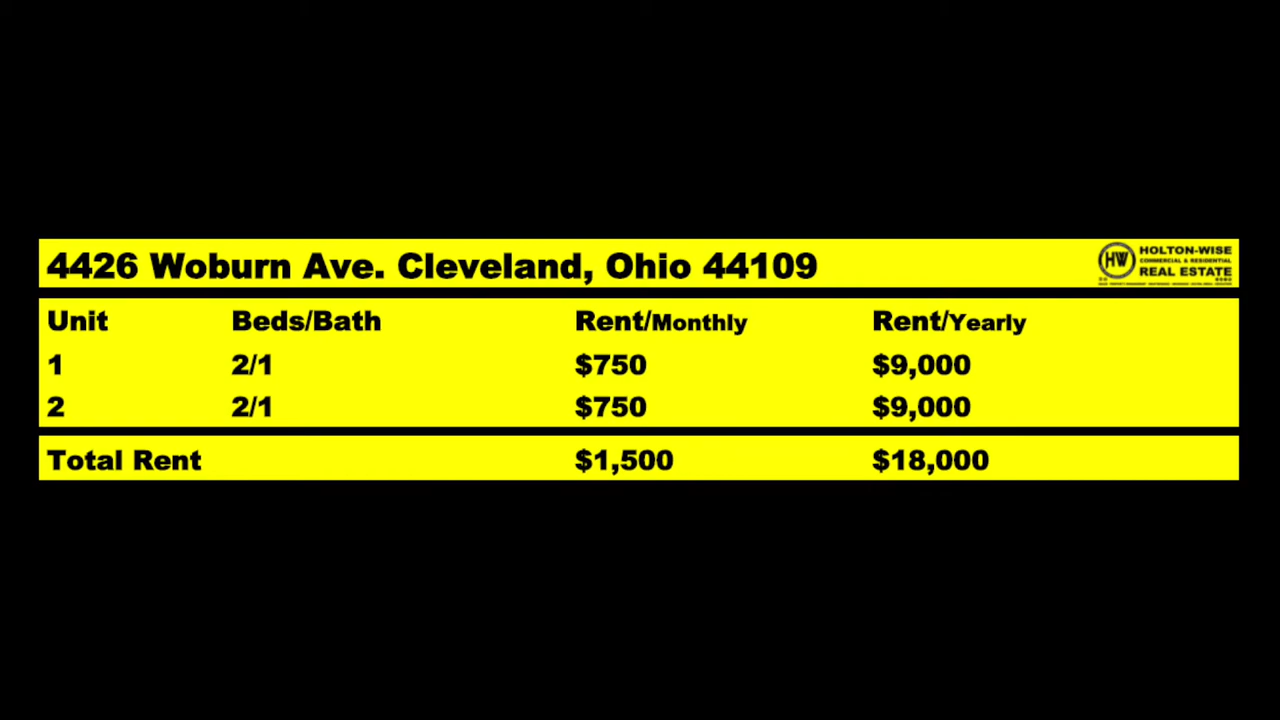 4426 Woburn Ave. Cleveland, Ohio 44109
HW
HOLTON-WISE
COMMERCIAL & RESIDENTIAL
REAL ESTATE
Unit Beds/Bath Rent/Monthly Rent/Yearly
1 2/1 $750 $9,000
2 2/1 $750 $9,000
Total Rent $1,500 $18,000